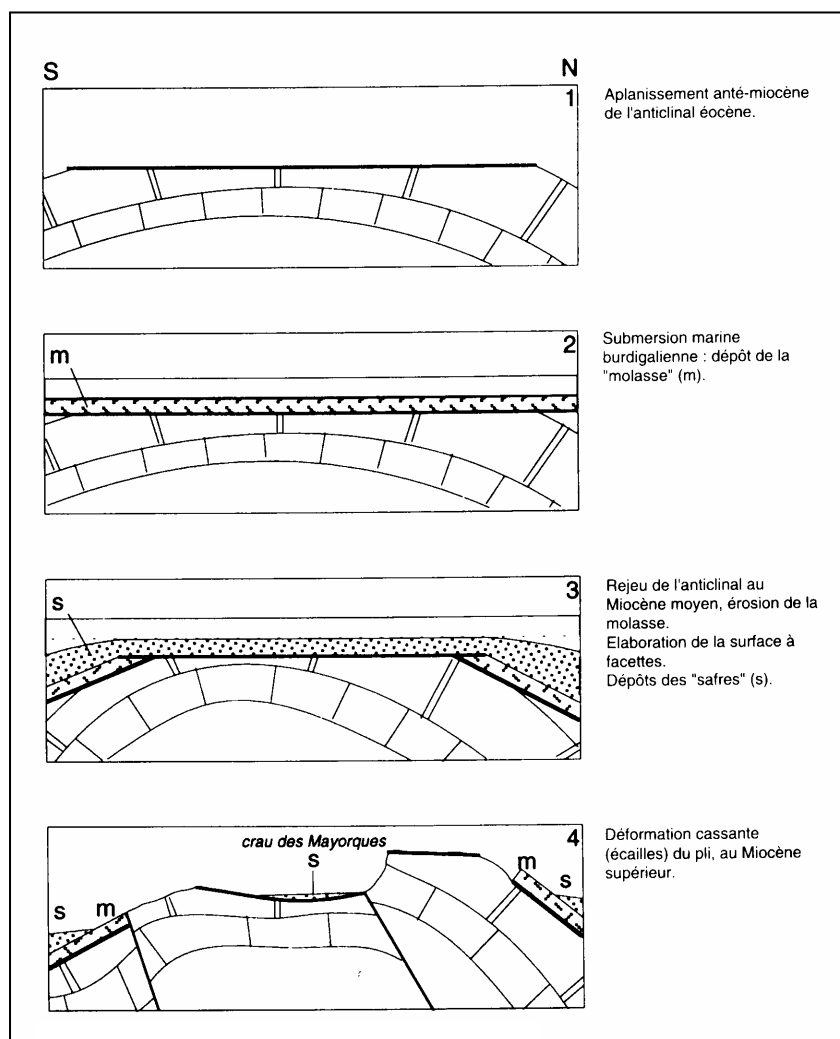 S N
1
Aplanissement anté-miocène
de l'anticlinal éocène.
m
2
Submersion marine
burdigalienne : dépôt de la
"molasse" (m).
s
3
Rejeu de l'anticlinal au
Miocène moyen, érosion de la
molasse.
Elaboration de la surface à
facettes.
Dépôts des "safres" (s).
4
crau des Mayorques
s
m
s
s m
Déformation cassante
(écailles) du pli, au Miocène
supérieur.